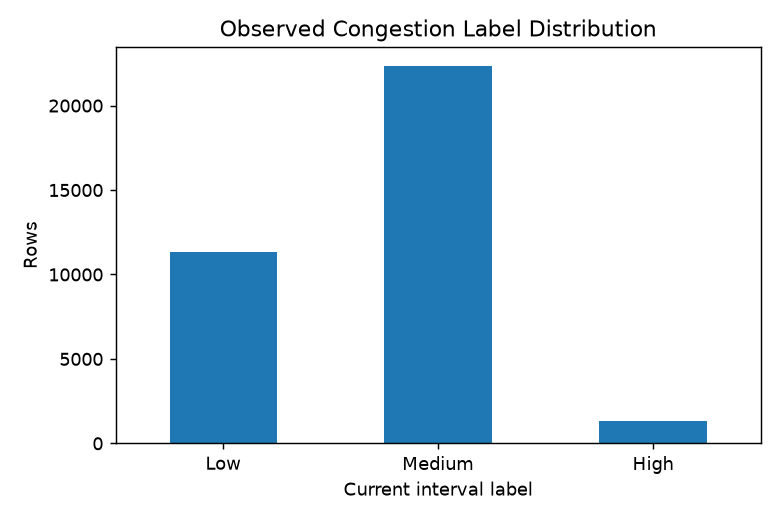 Observed Congestion Label Distribution
20000
15000
10000
5000
0
Rows
Low Medium High
Current interval label